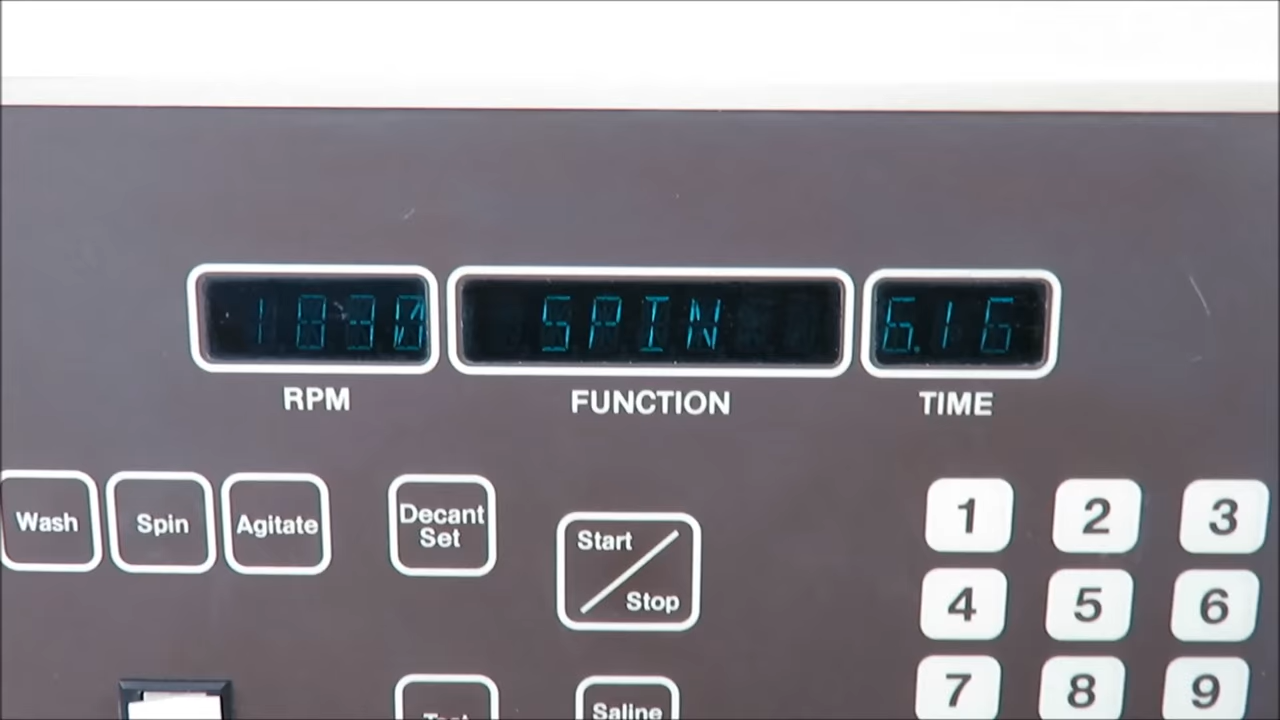 1830 SPIN 6.16
RPM FUNCTION TIME
Wash Spin Agitate Decant Set
Start / Stop
1 2 3
4 5 6
7 8 9
Saline